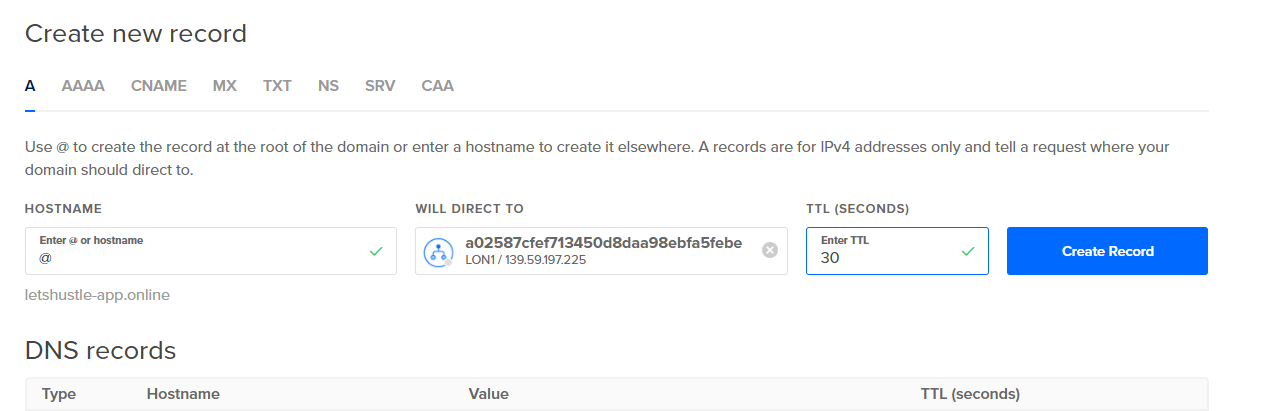 Create new record
A AAAA CNAME MX TXT NS SRV CAA
Use @ to create the record at the root of the domain or enter a hostname to create it elsewhere. A records are for IPv4 addresses only and tell a request where your
domain should direct to.
HOSTNAME WILL DIRECT TO TTL (SECONDS)
Enter @ or hostname
@
a02587cfef713450d8daa98ebfa5febe
LON1 / 139.59.197.225
Enter TTL
30
Create Record
letshustle-app.online
DNS records
Type Hostname Value TTL (seconds)